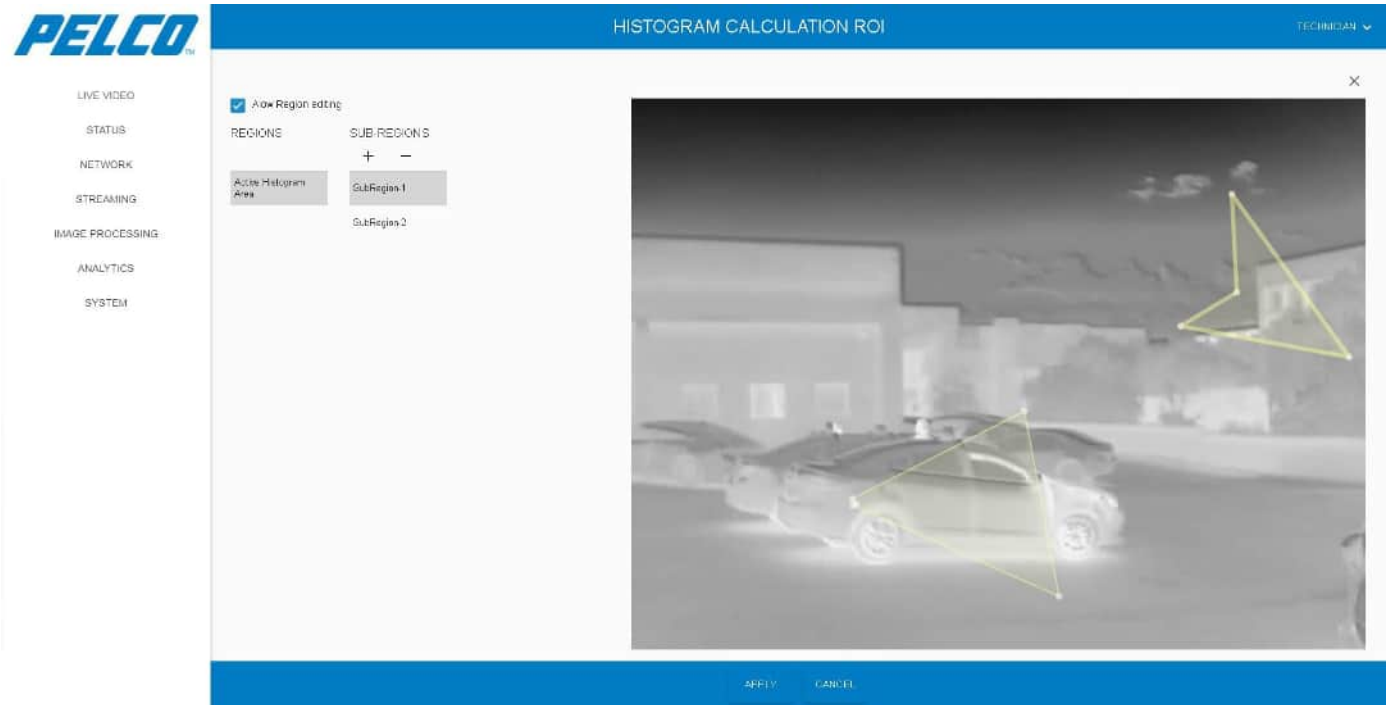 PELCO
TM
HISTOGRAM CALCULATION ROI
TECHNICIAN
LIVE VIDEO
STATUS
NETWORK
STREAMING
IMAGE PROCESSING
ANALYTICS
SYSTEM
Allow Region editing
REGIONS
SUB-REGIONS
+ −
Active Histogram
Area
SubRegion-1
SubRegion-2
APPLY
CANCEL